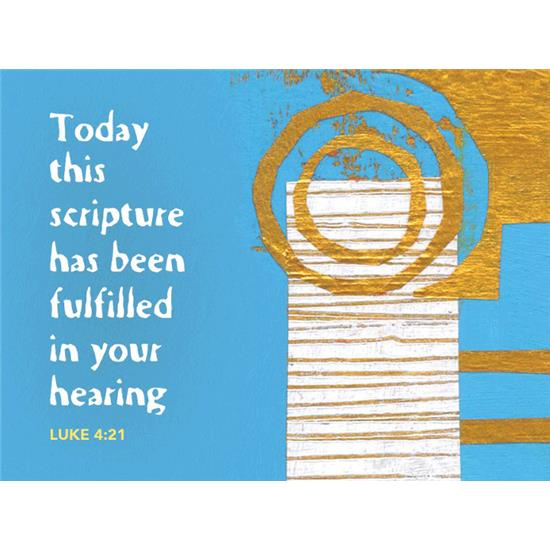 Today
this
scripture
has been
fulfilled
in your
hearing
LUKE 4:21